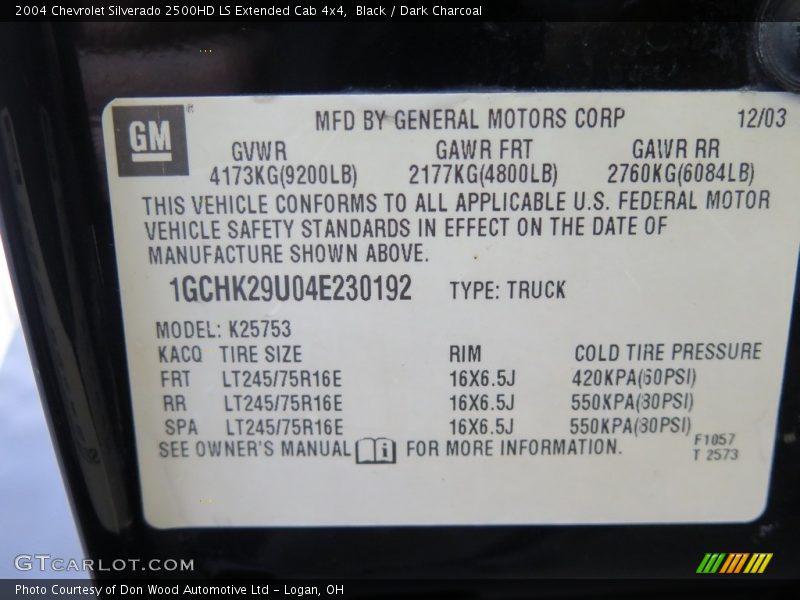 2004 Chevrolet Silverado 2500HD LS Extended Cab 4x4, Black / Dark Charcoal
GM
MFD BY GENERAL MOTORS CORP 12/03
GVWR GAWR FRT GAWR RR
4173KG(9200LB) 2177KG(4800LB) 2760KG(6084LB)
THIS VEHICLE CONFORMS TO ALL APPLICABLE U.S. FEDERAL MOTOR
VEHICLE SAFETY STANDARDS IN EFFECT ON THE DATE OF
MANUFACTURE SHOWN ABOVE.
1GCHK29U04E230192 TYPE: TRUCK
MODEL: K25753
KACQ TIRE SIZE RIM COLD TIRE PRESSURE
FRT LT245/75R16E 16X6.5J 420KPA(60PSI)
RR LT245/75R16E 16X6.5J 550KPA(80PSI)
SPA LT245/75R16E 16X6.5J 550KPA(80PSI)
SEE OWNER'S MANUAL i FOR MORE INFORMATION.
F1057
T 2573
GTCARLOT.COM
Photo Courtesy of Don Wood Automotive Ltd - Logan, OH